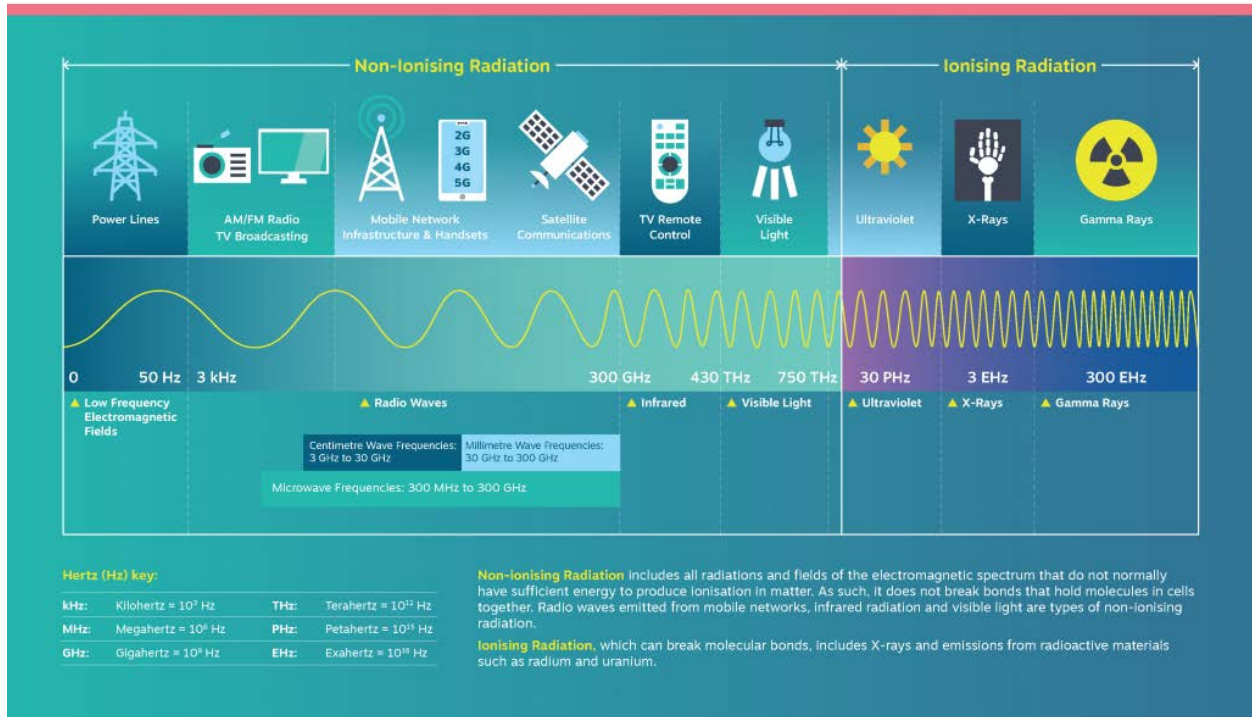 Non-Ionising Radiation
Ionising Radiation
2G
3G
4G
5G
Power Lines
AM/FM Radio
TV Broadcasting
Mobile Network
Infrastructure & Handsets
Satellite
Communications
TV Remote
Control
Visible
Light
Ultraviolet
X-Rays
Gamma Rays
0
50 Hz
3 kHz
300 GHz
430 THz
750 THz
30 PHz
3 EHz
300 EHz
Low Frequency
Electromagnetic
Fields
Radio Waves
Infrared
Visible Light
Ultraviolet
X-Rays
Gamma Rays
Centimetre Wave Frequencies:
3 GHz to 30 GHz
Millimetre Wave Frequencies:
30 GHz to 300 GHz
Microwave Frequencies: 300 MHz to 300 GHz
Hertz (Hz) key:
kHz: Kilohertz = 10³ Hz THz: Terahertz = 10¹² Hz
MHz: Megahertz = 10⁶ Hz PHz: Petahertz = 10¹⁵ Hz
GHz: Gigahertz = 10⁹ Hz EHz: Exahertz = 10¹⁸ Hz
Non-ionising Radiation includes all radiations and fields of the electromagnetic spectrum that do not normally
have sufficient energy to produce ionisation in matter. As such, it does not break bonds that hold molecules in cells
together. Radio waves emitted from mobile networks, infrared radiation and visible light are types of non-ionising
radiation.
Ionising Radiation, which can break molecular bonds, includes X-rays and emissions from radioactive materials
such as radium and uranium.